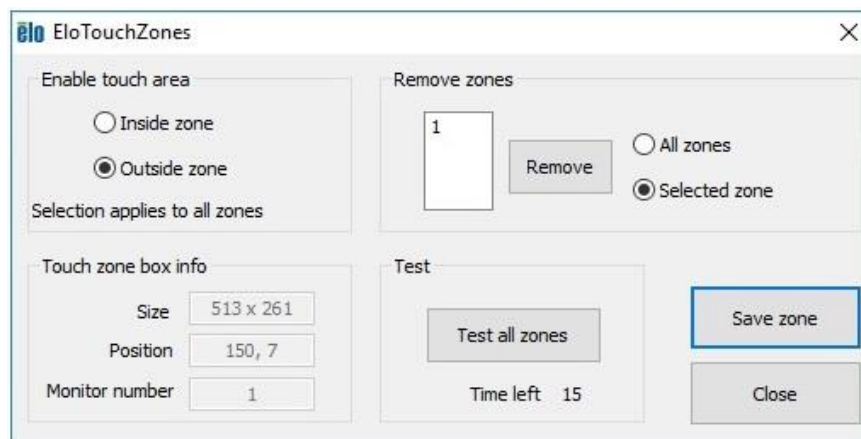 elo EloTouchZones
Enable touch area
Inside zone
Outside zone
Selection applies to all zones
Remove zones
1
Remove
All zones
Selected zone
Touch zone box info
Size 513 x 261
Position 150, 7
Monitor number 1
Test
Test all zones
Time left 15
Save zone
Close